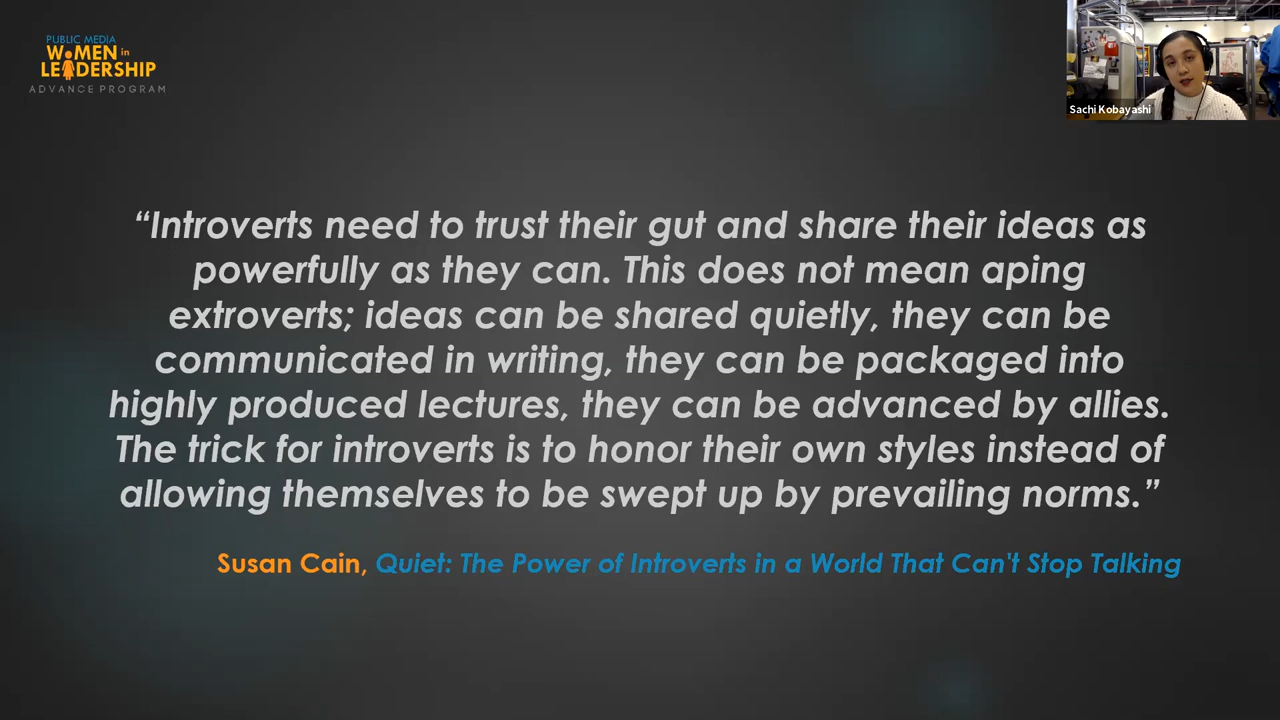 PUBLIC MEDIA
WOMEN in
LEADERSHIP
ADVANCE PROGRAM
Sachi Kobayashi
“Introverts need to trust their gut and share their ideas as
powerfully as they can. This does not mean aping
extroverts; ideas can be shared quietly, they can be
communicated in writing, they can be packaged into
highly produced lectures, they can be advanced by allies.
The trick for introverts is to honor their own styles instead of
allowing themselves to be swept up by prevailing norms.”
Susan Cain, Quiet: The Power of Introverts in a World That Can't Stop Talking